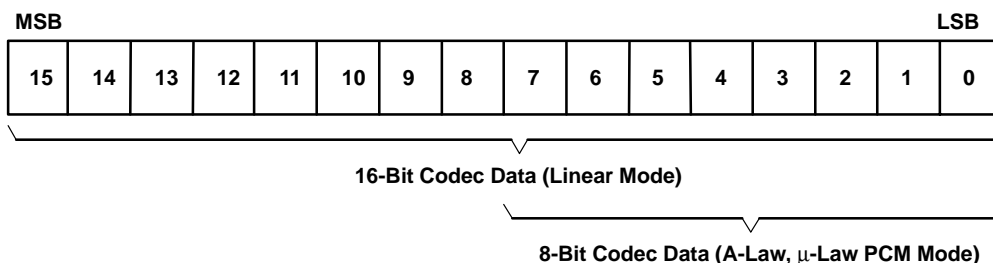 MSB LSB
15 14 13 12 11 10 9 8 7 6 5 4 3 2 1 0
16-Bit Codec Data (Linear Mode)
8-Bit Codec Data (A-Law, μ-Law PCM Mode)